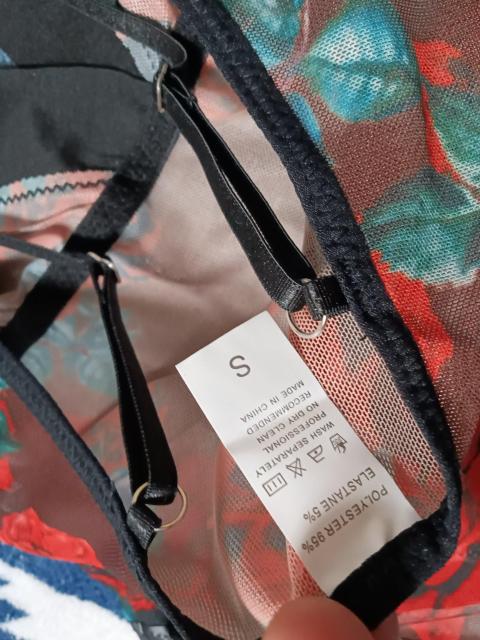 POLYESTER 95%
ELASTANE 5%
WASH SEPARATELY
PROFESSIONAL
NO DRY CLEAN
RECOMMENDED
MADE IN CHINA
S